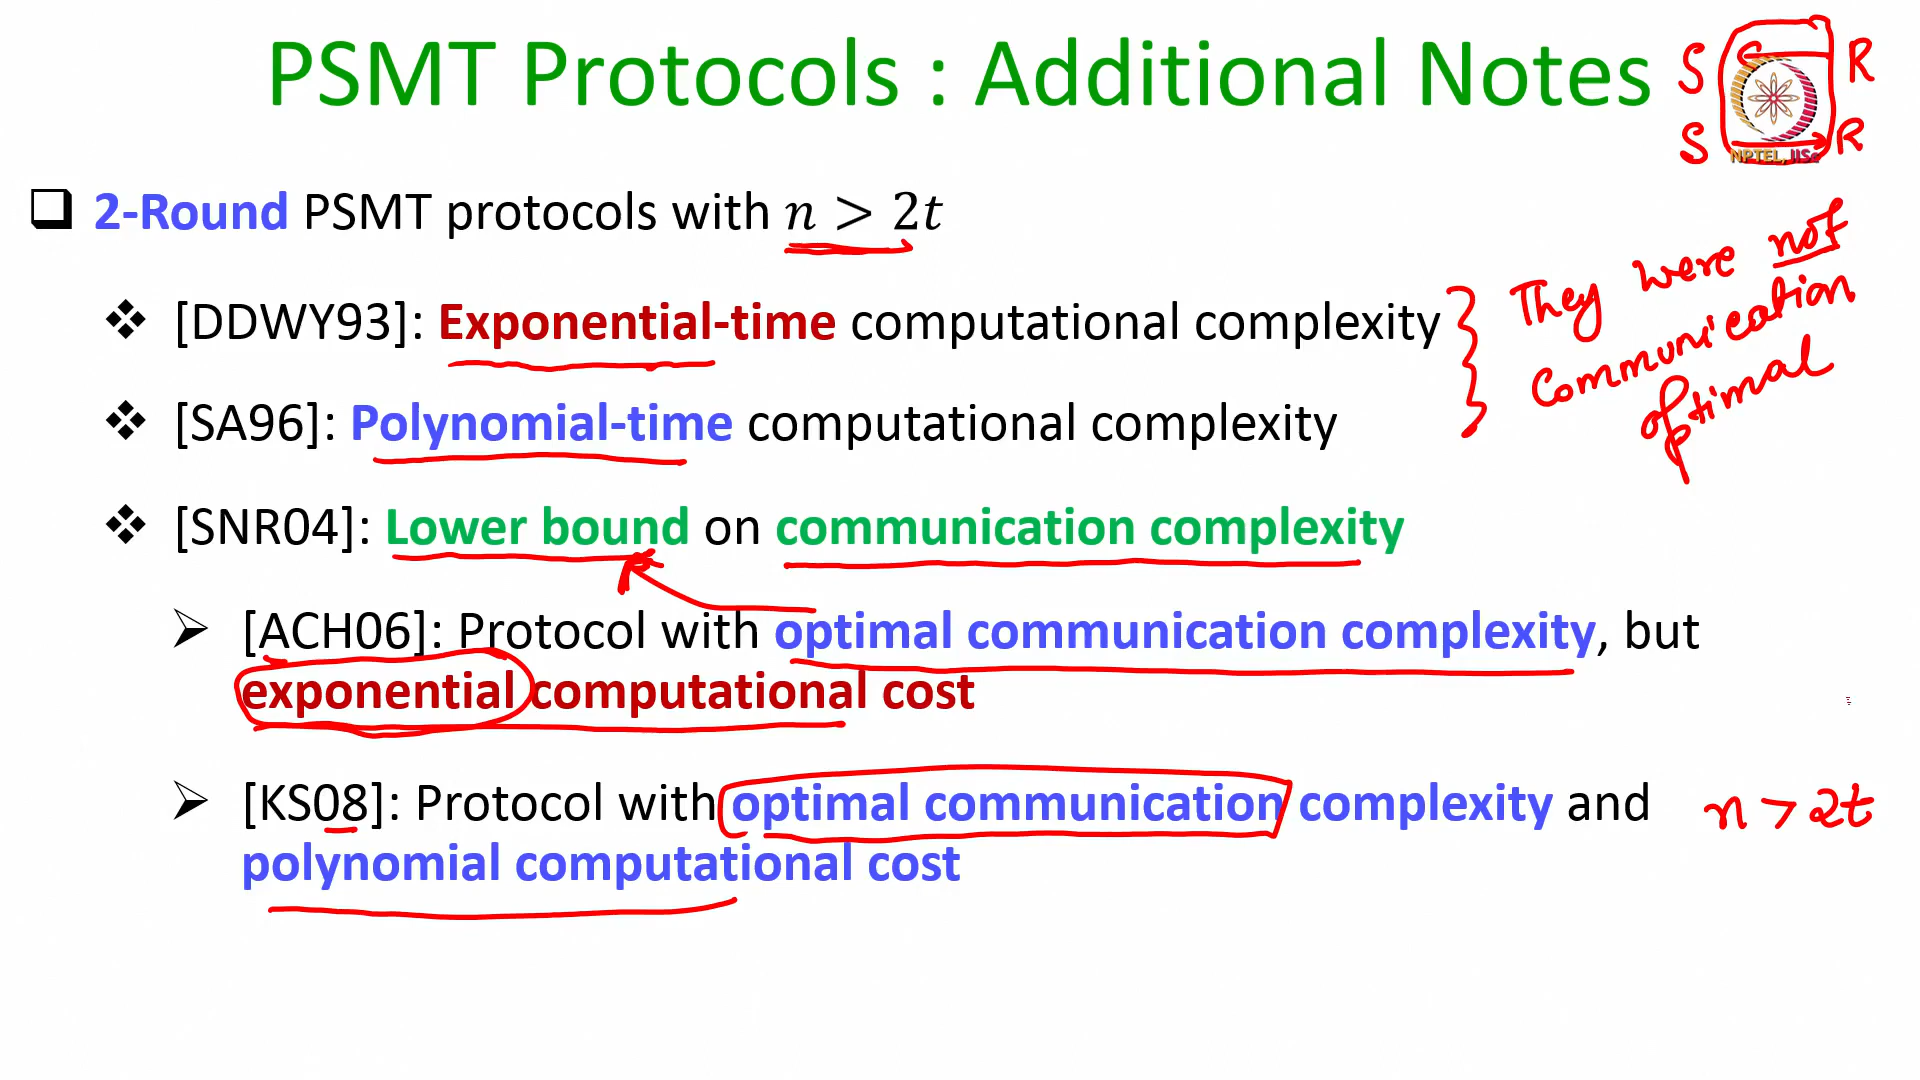 PSMT Protocols : Additional Notes
S S R
S R
NPTEL, IISc
2-Round PSMT protocols with n > 2t
[DDWY93]: Exponential-time computational complexity
They were not
communication
optimal
[SA96]: Polynomial-time computational complexity
[SNR04]: Lower bound on communication complexity
[ACH06]: Protocol with optimal communication complexity, but
exponential computational cost
[KS08]: Protocol with optimal communication complexity and
n > 2t
polynomial computational cost